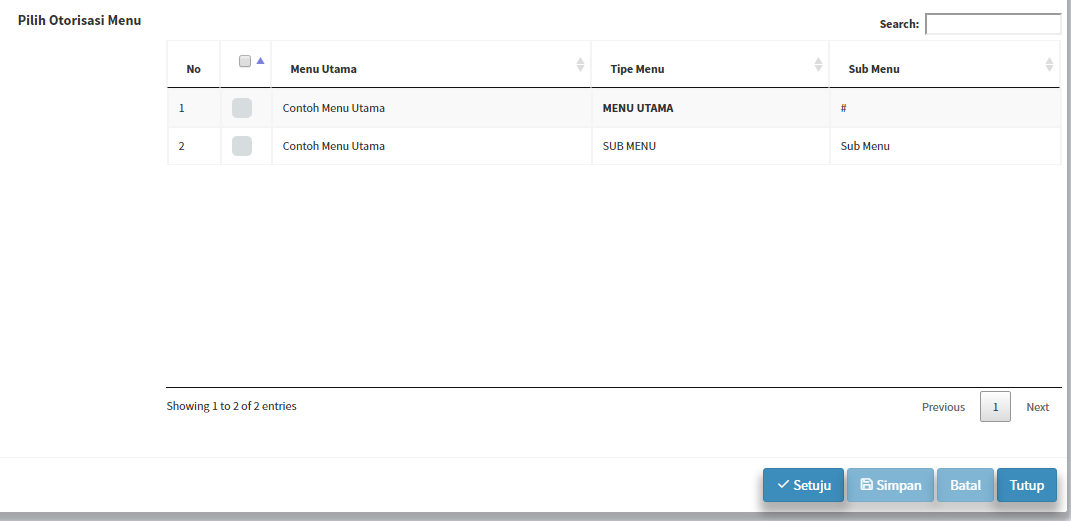 Pilih Otorisasi Menu
Search:
No Menu Utama Tipe Menu Sub Menu
1 Contoh Menu Utama MENU UTAMA #
2 Contoh Menu Utama SUB MENU Sub Menu
Showing 1 to 2 of 2 entries
Previous 1 Next
Setuju Simpan Batal Tutup